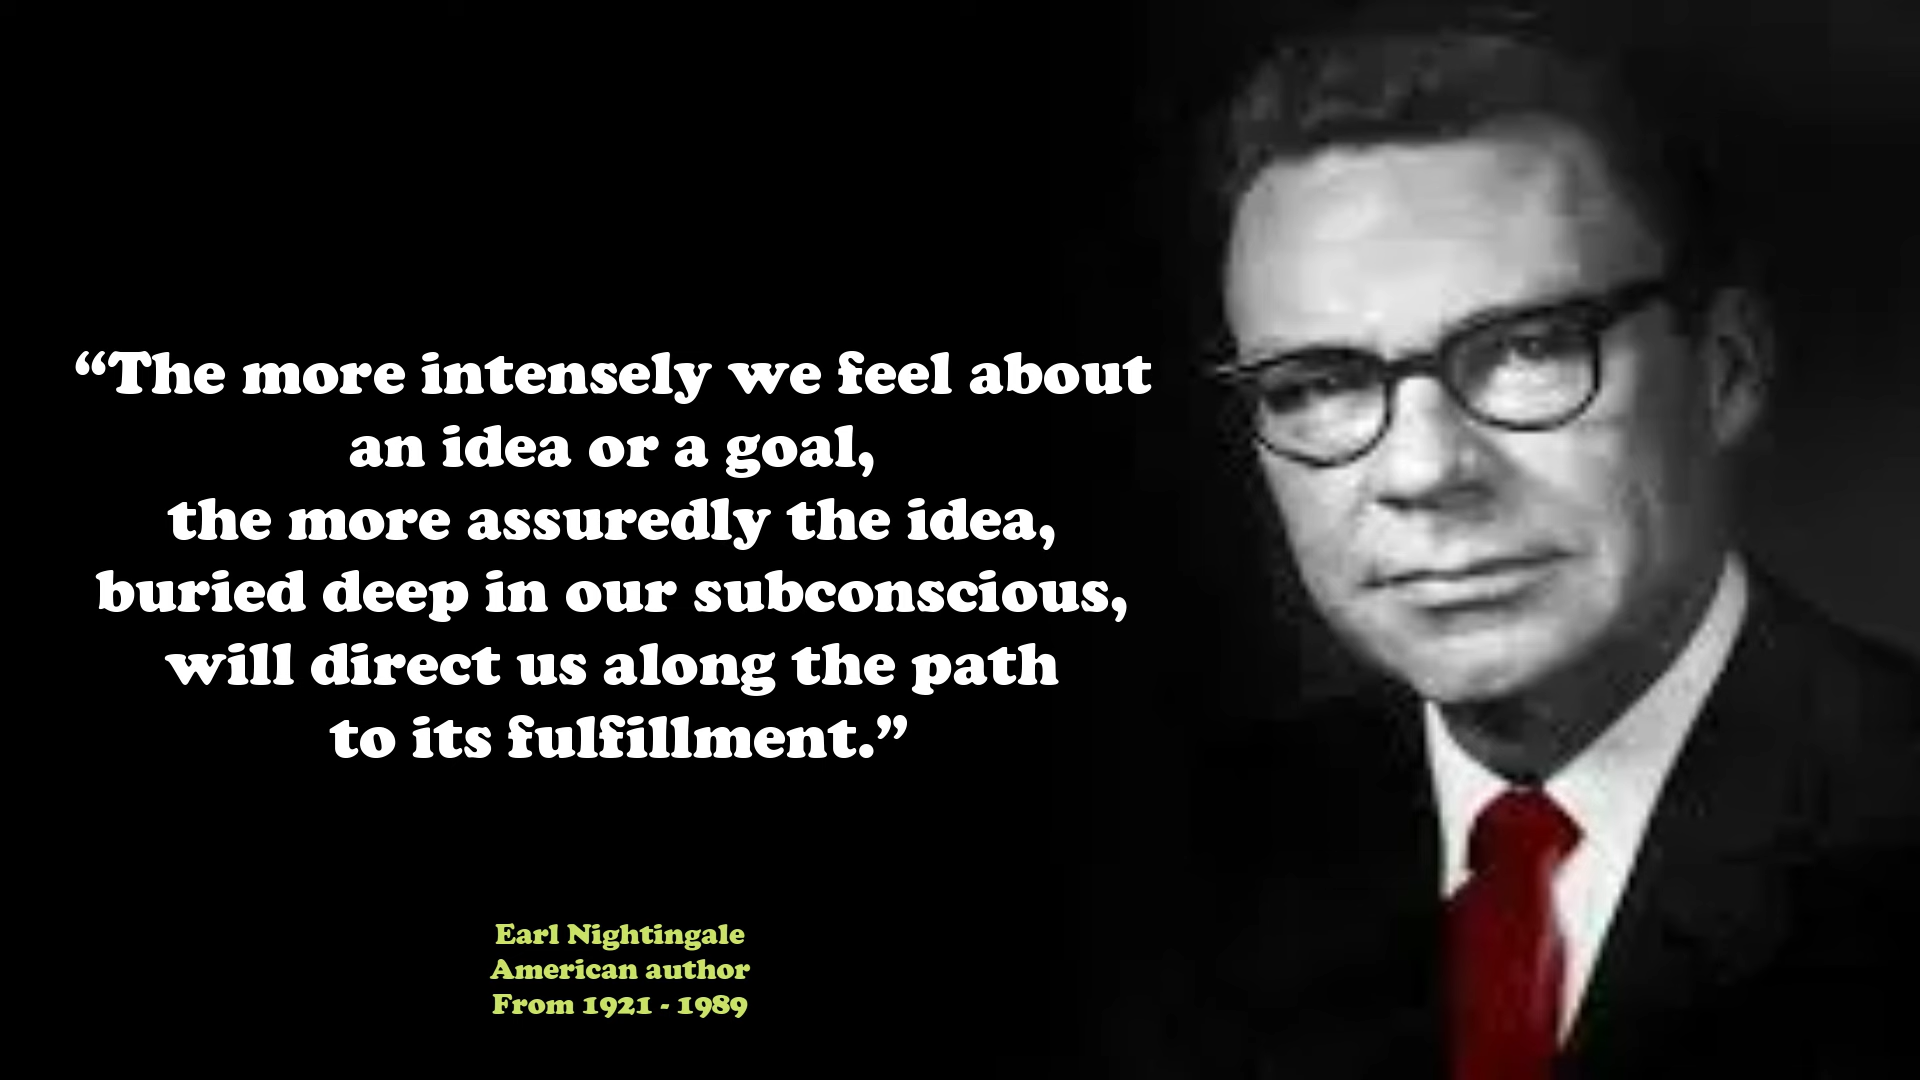 “The more intensely we feel about
an idea or a goal,
the more assuredly the idea,
buried deep in our subconscious,
will direct us along the path
to its fulfillment.”
Earl Nightingale
American author
From 1921 - 1989